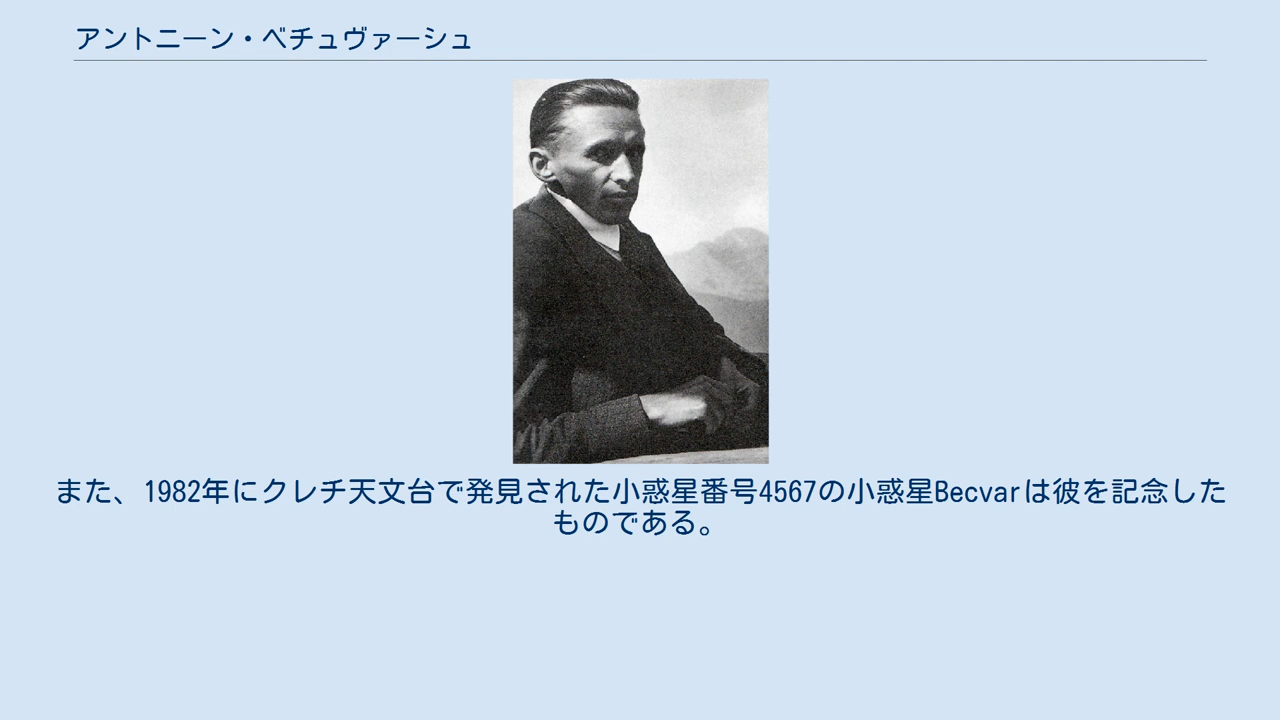 アントニーン・ベチュヴァーシュ
また、1982年にクレチ天文台で発見された小惑星番号4567の小惑星Becvarは彼を記念した
ものである。